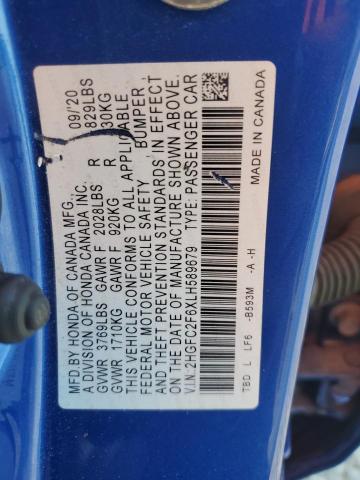 MFD.BY HONDA OF CANADA MFG., 09/20
A DIVISION OF HONDA CANADA INC.
GVWR 3769LBS GAWR F 2028LBS R 829LBS
GVWR 1710KG GAWR F 920KG R 30KG
THIS VEHICLE CONFORMS TO ALL APPLICABLE
FEDERAL MOTOR VEHICLE SAFETY BUMPER,
AND THEFT PREVENTION STANDARDS IN EFFECT
ON THE DATE OF MANUFACTURE SHOWN ABOVE.
V.I.N: 2HGFC2F6XLH589679 TYPE: PASSENGER CAR
TBD L LF6 -B593M -A -H MADE IN CANADA